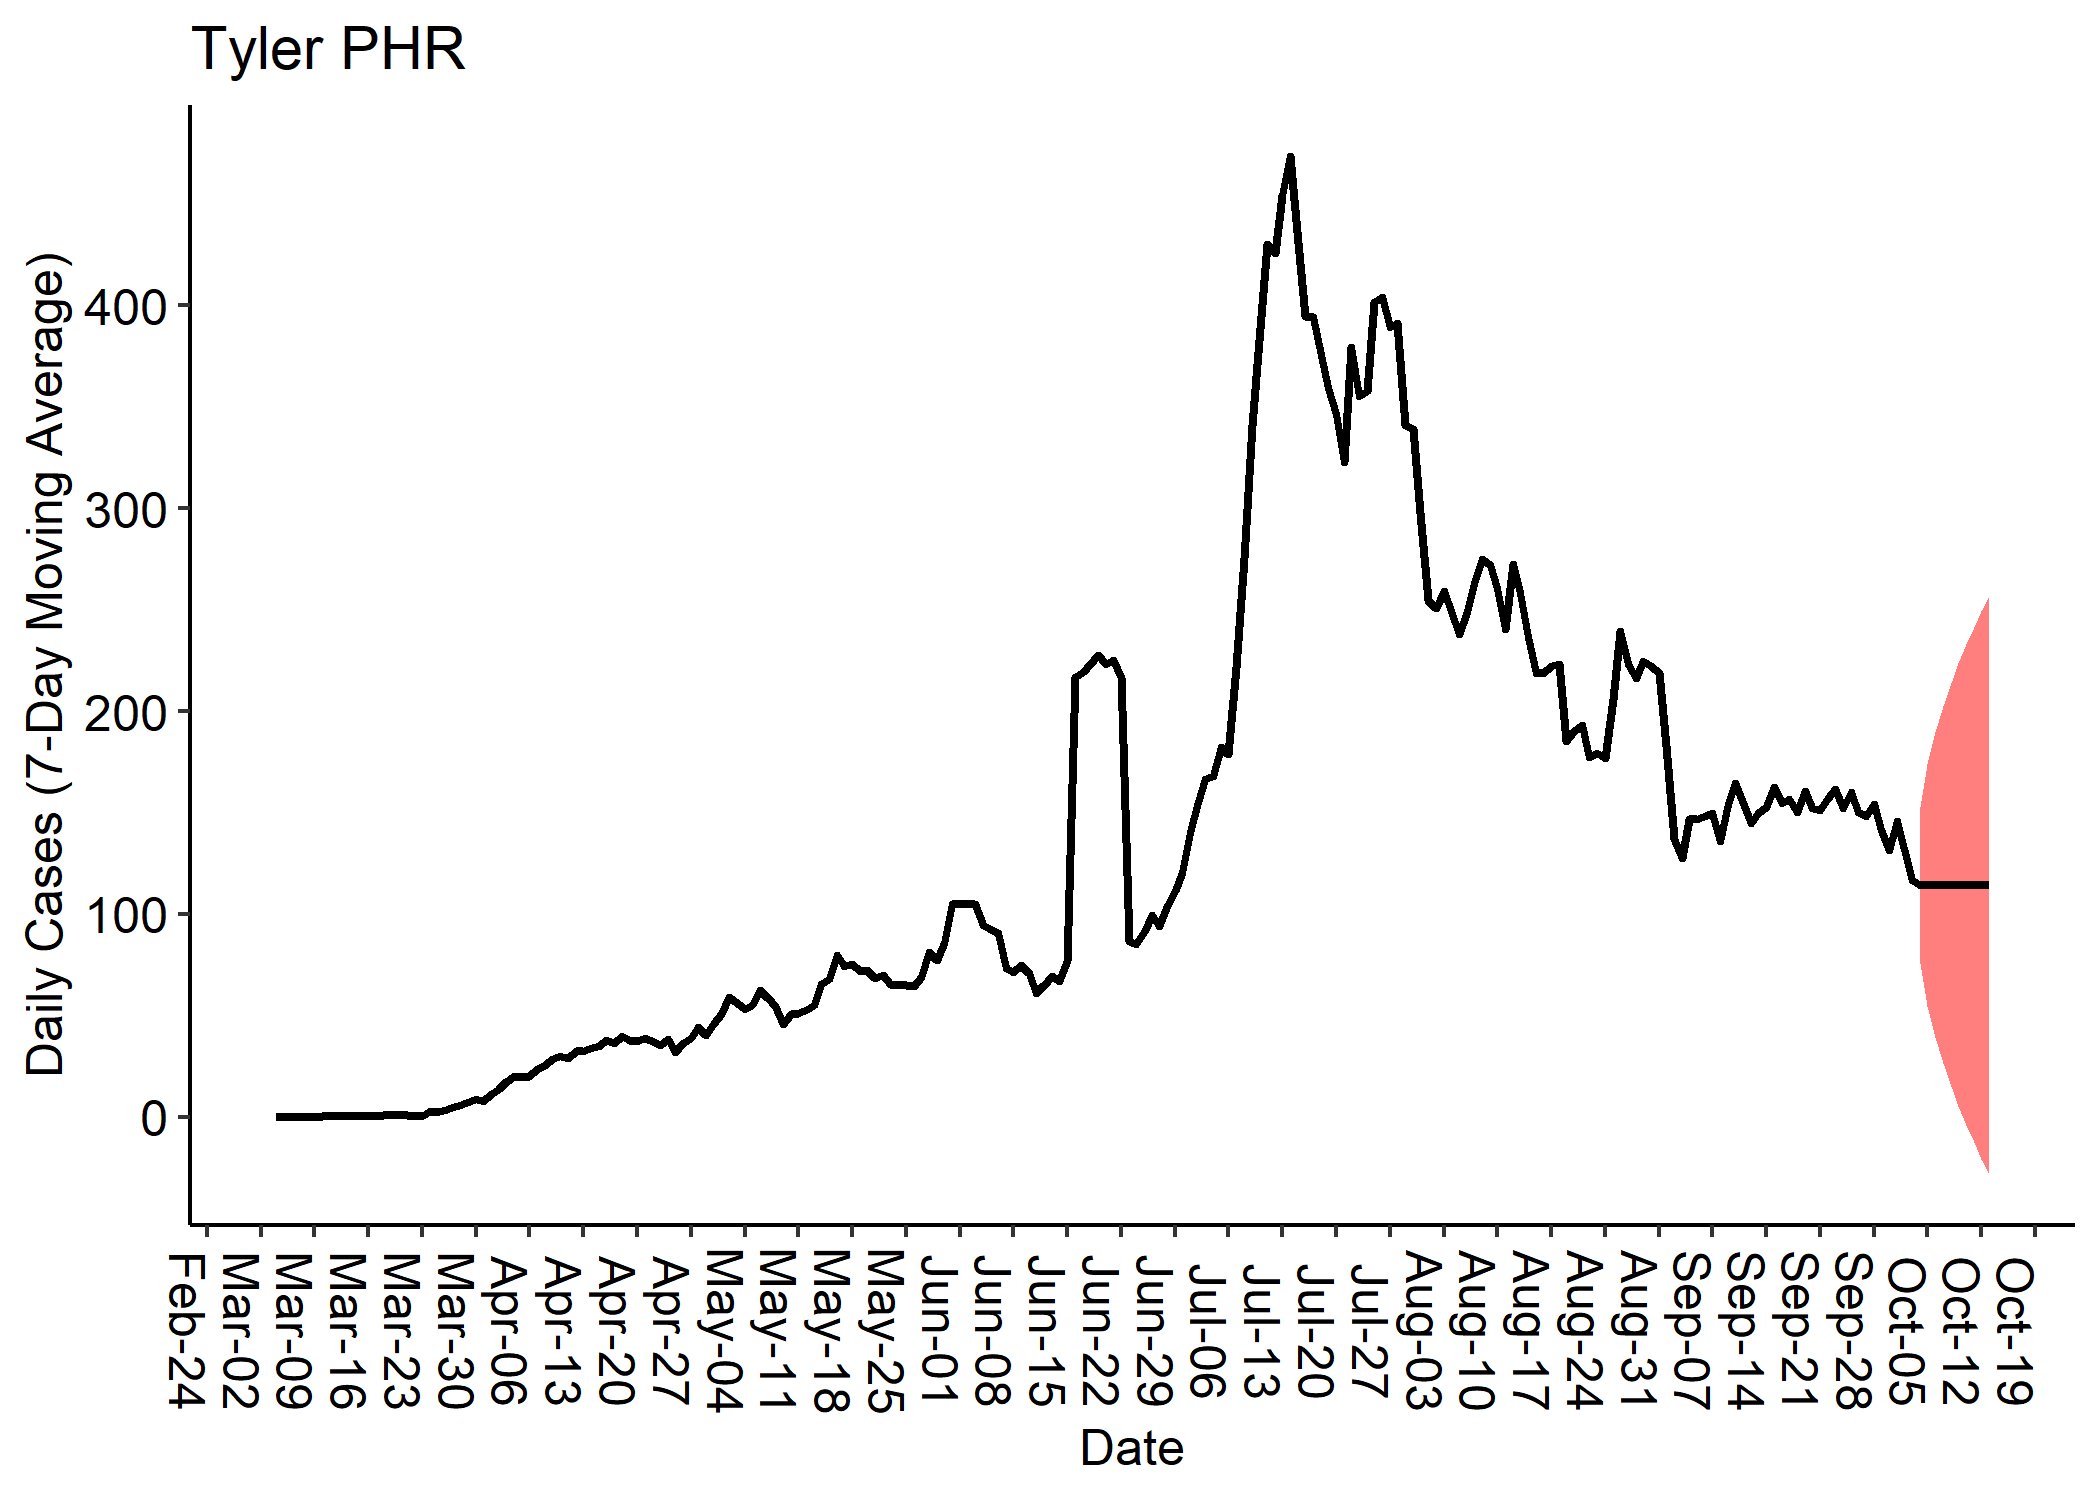 Tyler PHR
Daily Cases (7-Day Moving Average)
400
300
200
100
0
Feb-24
Mar-02
Mar-09
Mar-16
Mar-23
Mar-30
Apr-06
Apr-13
Apr-20
Apr-27
May-04
May-11
May-18
May-25
Jun-01
Jun-08
Jun-15
Jun-22
Jun-29
Jul-06
Jul-13
Jul-20
Jul-27
Aug-03
Aug-10
Aug-17
Aug-24
Aug-31
Sep-07
Sep-14
Sep-21
Sep-28
Oct-05
Oct-12
Oct-19
Date